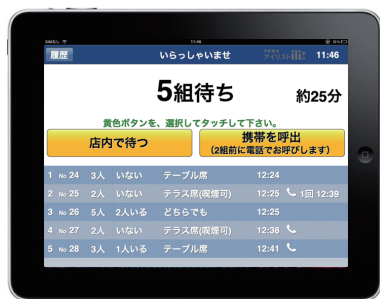 11:46
履歴
いらっしゃいませ
アイリスト
11:46
5組待ち
約25分
黄色ボタンを、選択してタッチして下さい。
店内で待つ
携帯を呼出
(2組前に電話でお呼びします)
1 No 24 3人 いない テーブル席 12:24
2 No 25 2人 いない テラス席(喫煙可) 12:25 1回 12:39
3 No 26 5人 2人いる どちらでも 12:25
4 No 27 2人 いない テラス席(喫煙可) 12:38
5 No 28 3人 1人いる テーブル席 12:41